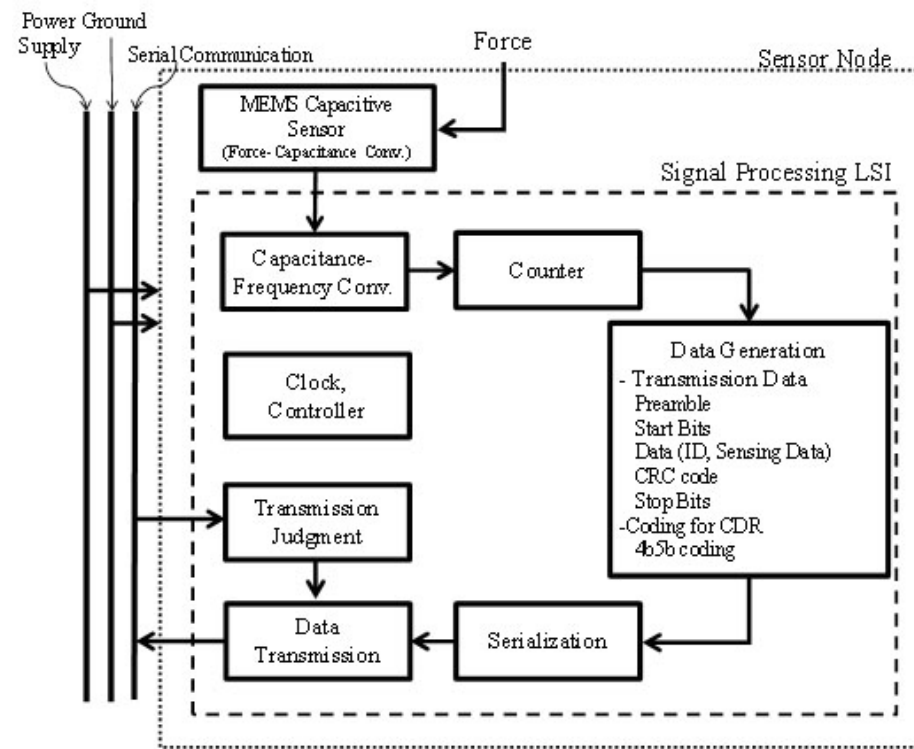 Power Ground
Supply
Serial Communication
Force
Sensor Node
MEMS Capacitive
Sensor
(Force- Capacitance Conv.)
Signal Processing LSI
Capacitance-
Frequency Conv.
Counter
Data Generation
- Transmission Data
Preamble
Start Bits
Data (ID, Sensing Data)
CRC code
Stop Bits
-Coding for CDR
4b5b coding
Clock,
Controller
Transmission
Judgment
Data
Transmission
Serialization